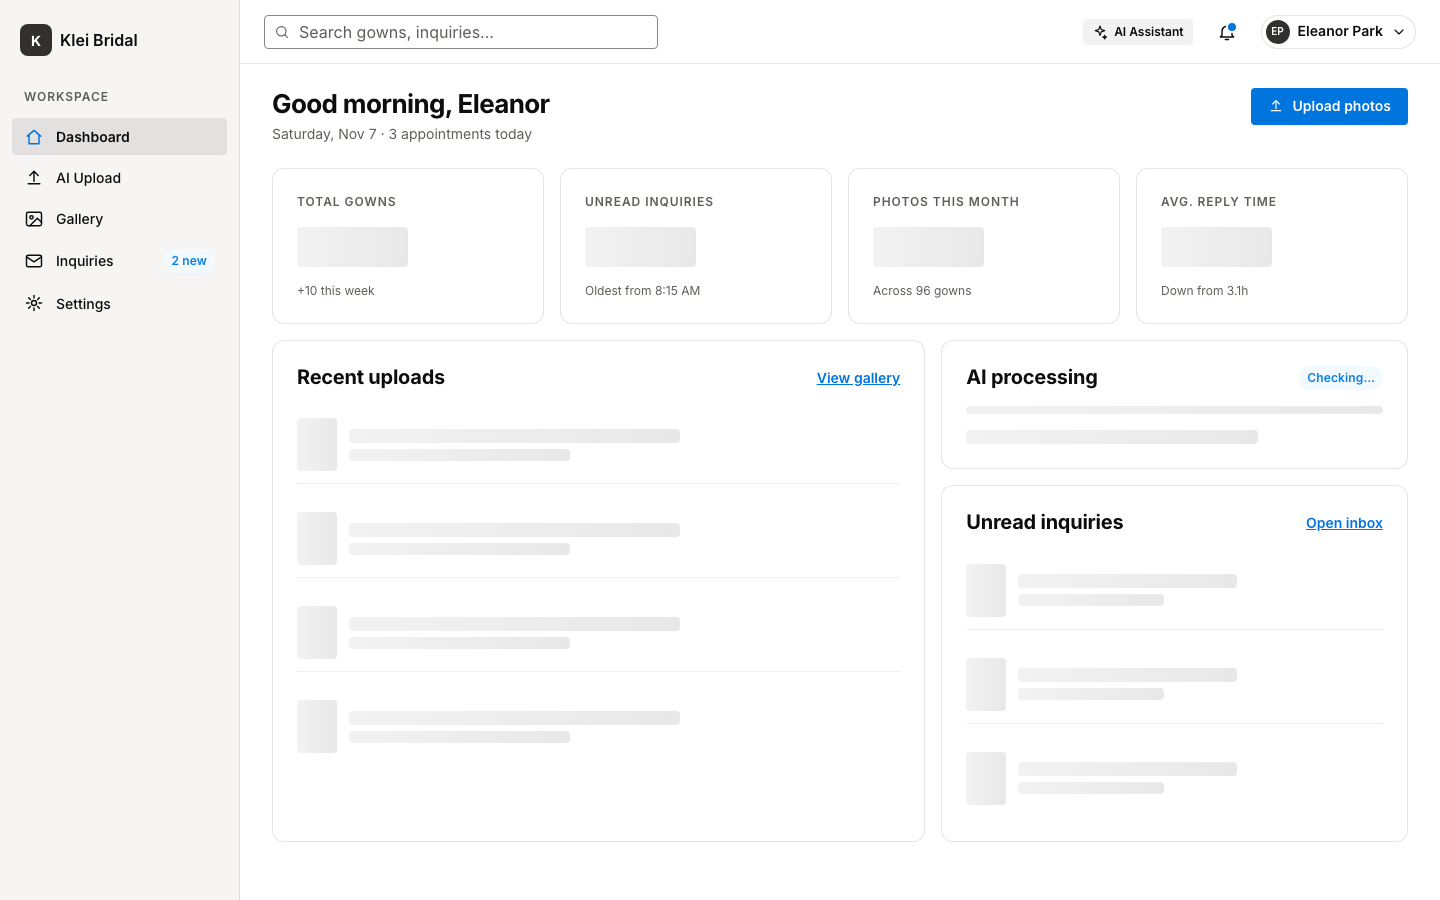 K Klei Bridal
WORKSPACE
Dashboard
AI Upload
Gallery
Inquiries 2 new
Settings
Search gowns, inquiries...
AI Assistant
EP Eleanor Park
Good morning, Eleanor
Saturday, Nov 7 · 3 appointments today
Upload photos
TOTAL GOWNS
+10 this week
UNREAD INQUIRIES
Oldest from 8:15 AM
PHOTOS THIS MONTH
Across 96 gowns
AVG. REPLY TIME
Down from 3.1h
Recent uploads
View gallery
AI processing
Checking...
Unread inquiries
Open inbox